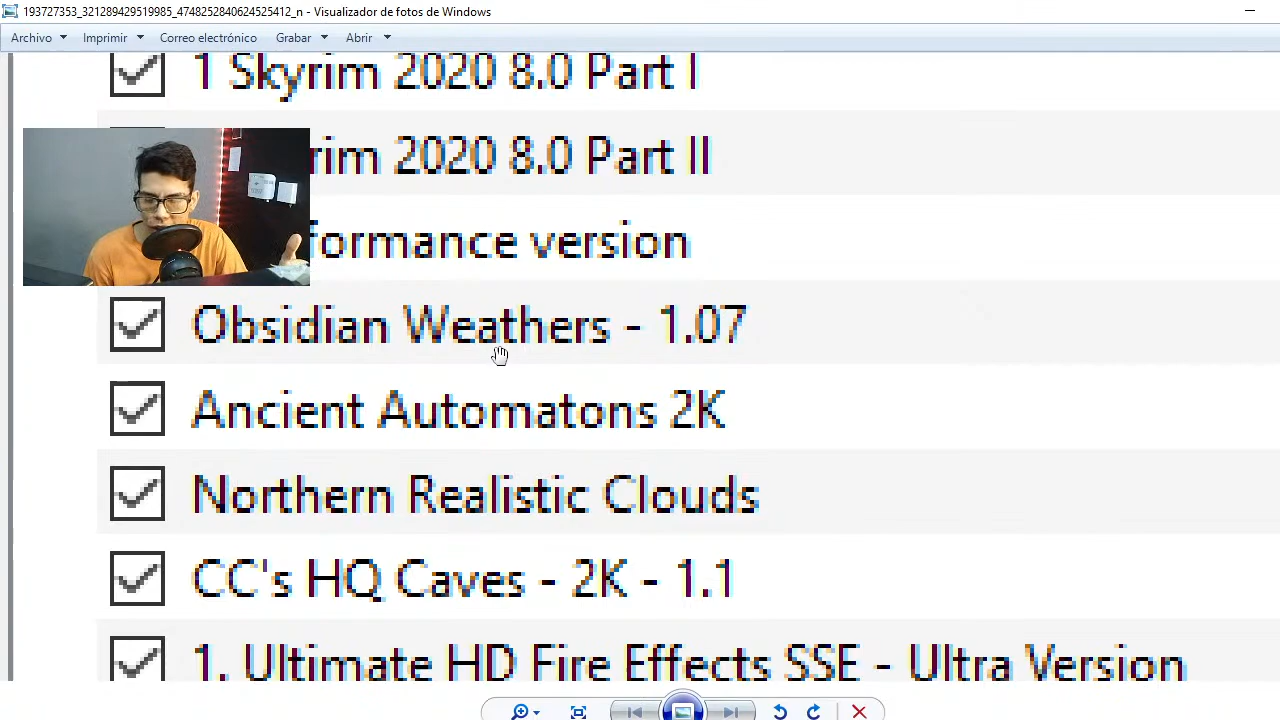 193727353_321289429519985_4748252840624525412_n - Visualizador de fotos de Windows
Archivo Imprimir Correo electrónico Grabar Abrir
1 Skyrim 2020 8.0 Part I
rim 2020 8.0 Part II
formance version
Obsidian Weathers - 1.07
Ancient Automatons 2K
Northern Realistic Clouds
CC's HQ Caves - 2K - 1.1
1. Ultimate HD Fire Effects SSE - Ultra Version